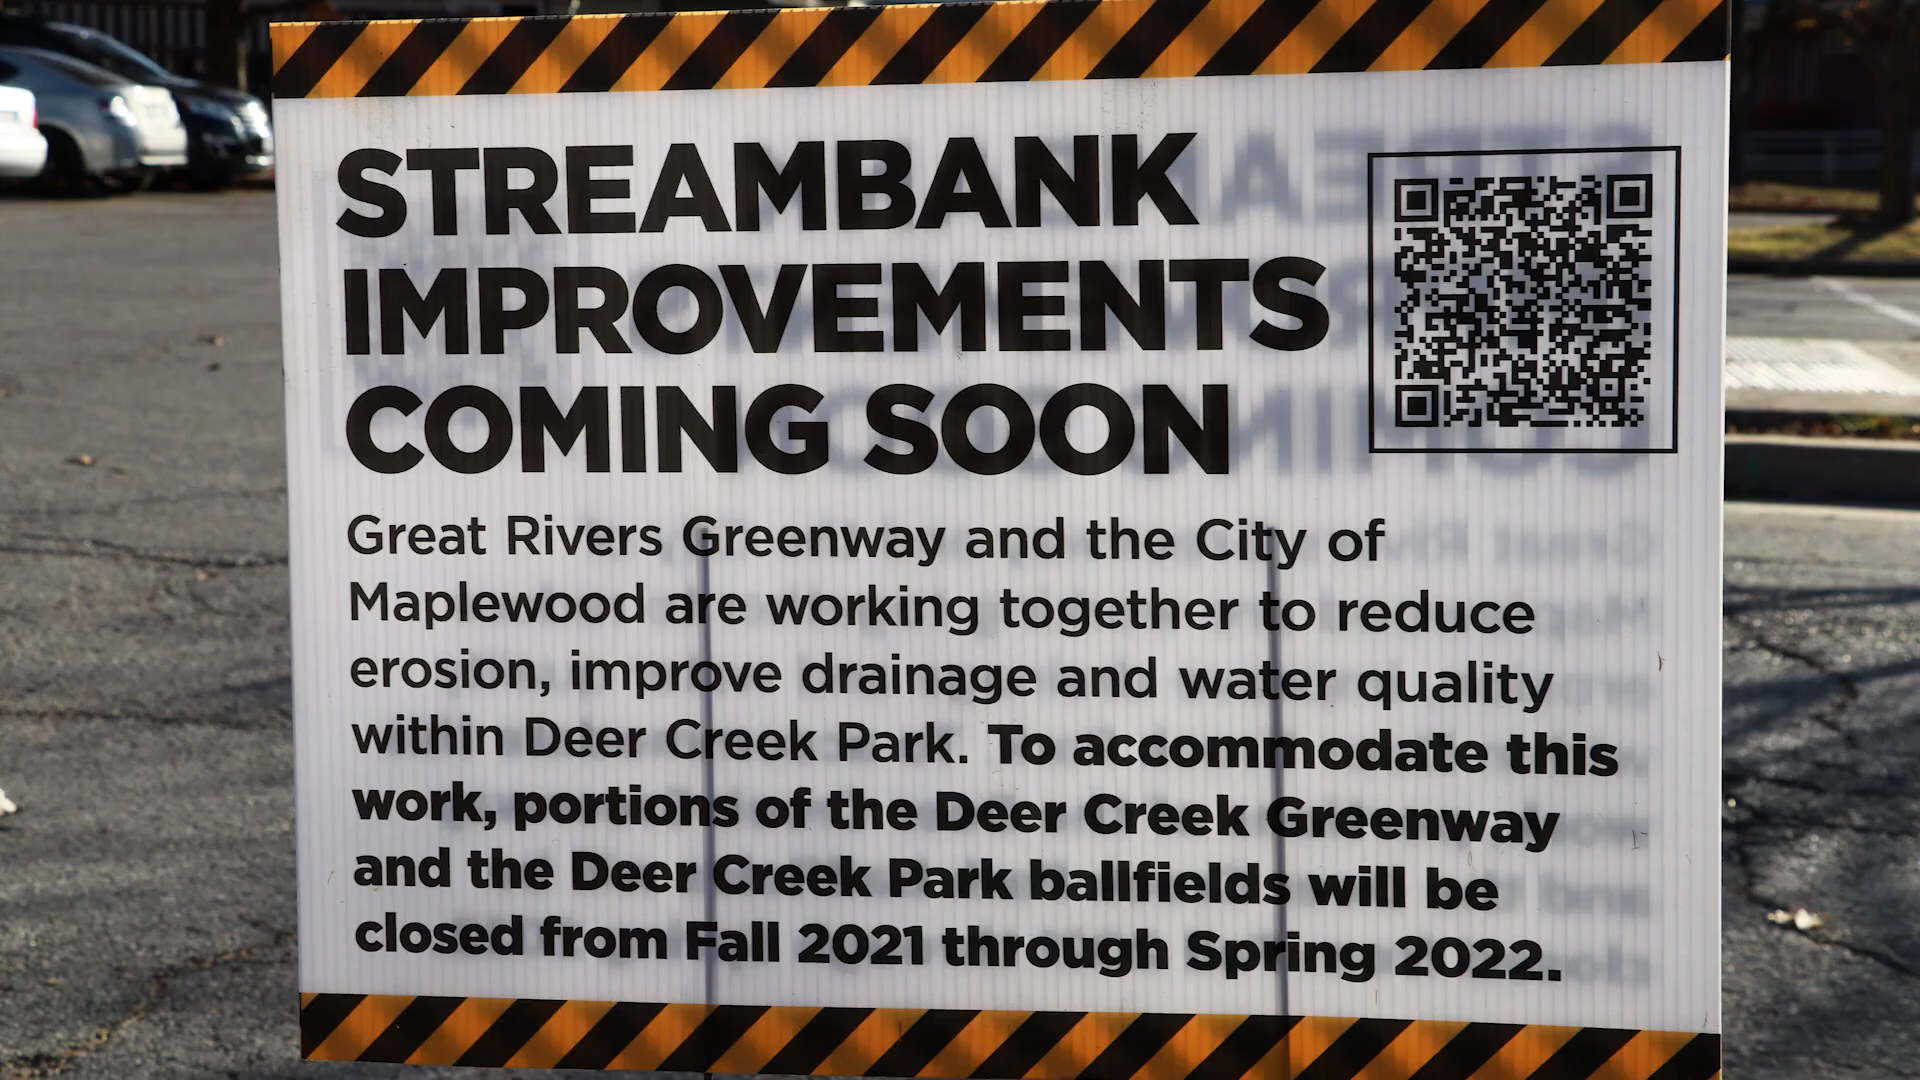 STREAMBANK
IMPROVEMENTS
COMING SOON
Great Rivers Greenway and the City of
Maplewood are working together to reduce
erosion, improve drainage and water quality
within Deer Creek Park. To accommodate this
work, portions of the Deer Creek Greenway
and the Deer Creek Park ballfields will be
closed from Fall 2021 through Spring 2022.